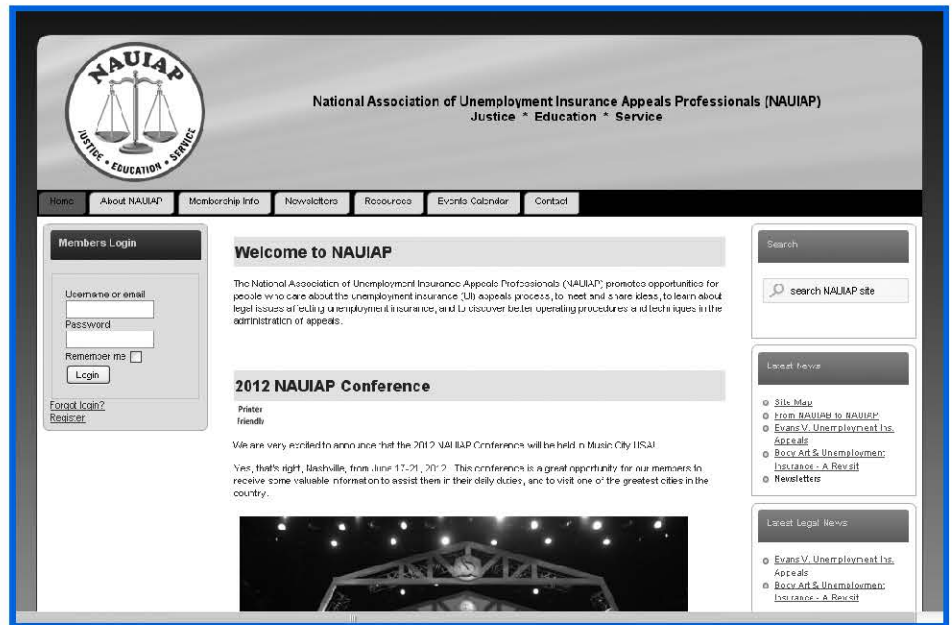 NAUIAP
JUSTICE • EDUCATION • SERVICE
National Association of Unemployment Insurance Appeals Professionals (NAUIAP)
Justice * Education * Service
Home
About NAUIAP
Membership Info
Newsletters
Resources
Events Calendar
Contact
Members Login
Username or email
Password
Remember me
Login
Forgot login?
Register
Welcome to NAUIAP
The National Association of Unemployment Insurance Appeals Professionals (NAUIAP) promotes opportunities for
people who care about the unemployment insurance (UI) appeals process, to meet and share ideas, to learn about
legal issues affecting unemployment insurance, and to discover better operating procedures and techniques in the
administration of appeals.
2012 NAUIAP Conference
Printer
Friendly
We are very excited to announce that the 2012 NAUIAP Conference will be held in Music City USA!
Yes, that's right, Nashville, from June 17-21, 2012. This conference is a great opportunity for our members to
receive some valuable information to assist them in their daily duties, and to visit one of the greatest cities in the
country.
Search
search NAUIAP site
Latest News
Site Map
From NAUIAB to NAUIAP
Evans V. Unemployment Ins.
Appeals
Body Art & Unemployment
Insurance - A Revisit
Newsletters
Latest Legal News
Evans V. Unemployment Ins.
Appeals
Body Art & Unemployment
Insurance - A Revisit